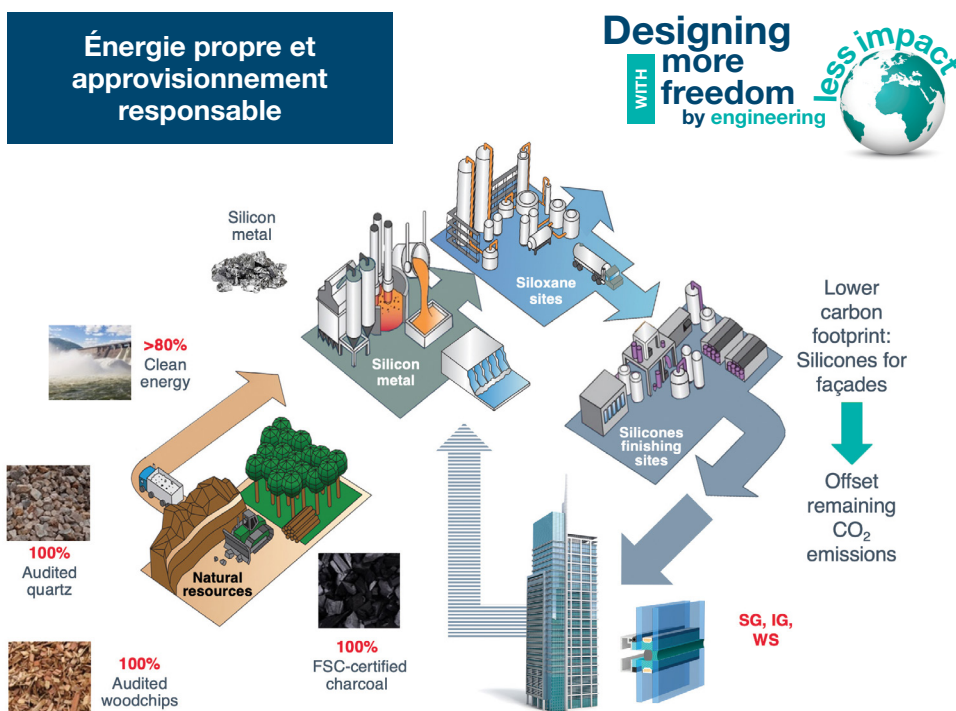 Énergie propre et
approvisionnement
responsable
Designing
WITH
more
freedom
by engineering
less impact
Silicon
metal
Siloxane
sites
>80%
Clean
energy
Silicon
metal
Lower
carbon
footprint:
Silicones for
façades
Silicones
finishing
sites
Offset
remaining
CO₂
emissions
100%
Audited
quartz
Natural
resources
100%
FSC-certified
charcoal
100%
Audited
woodchips
SG, IG,
WS